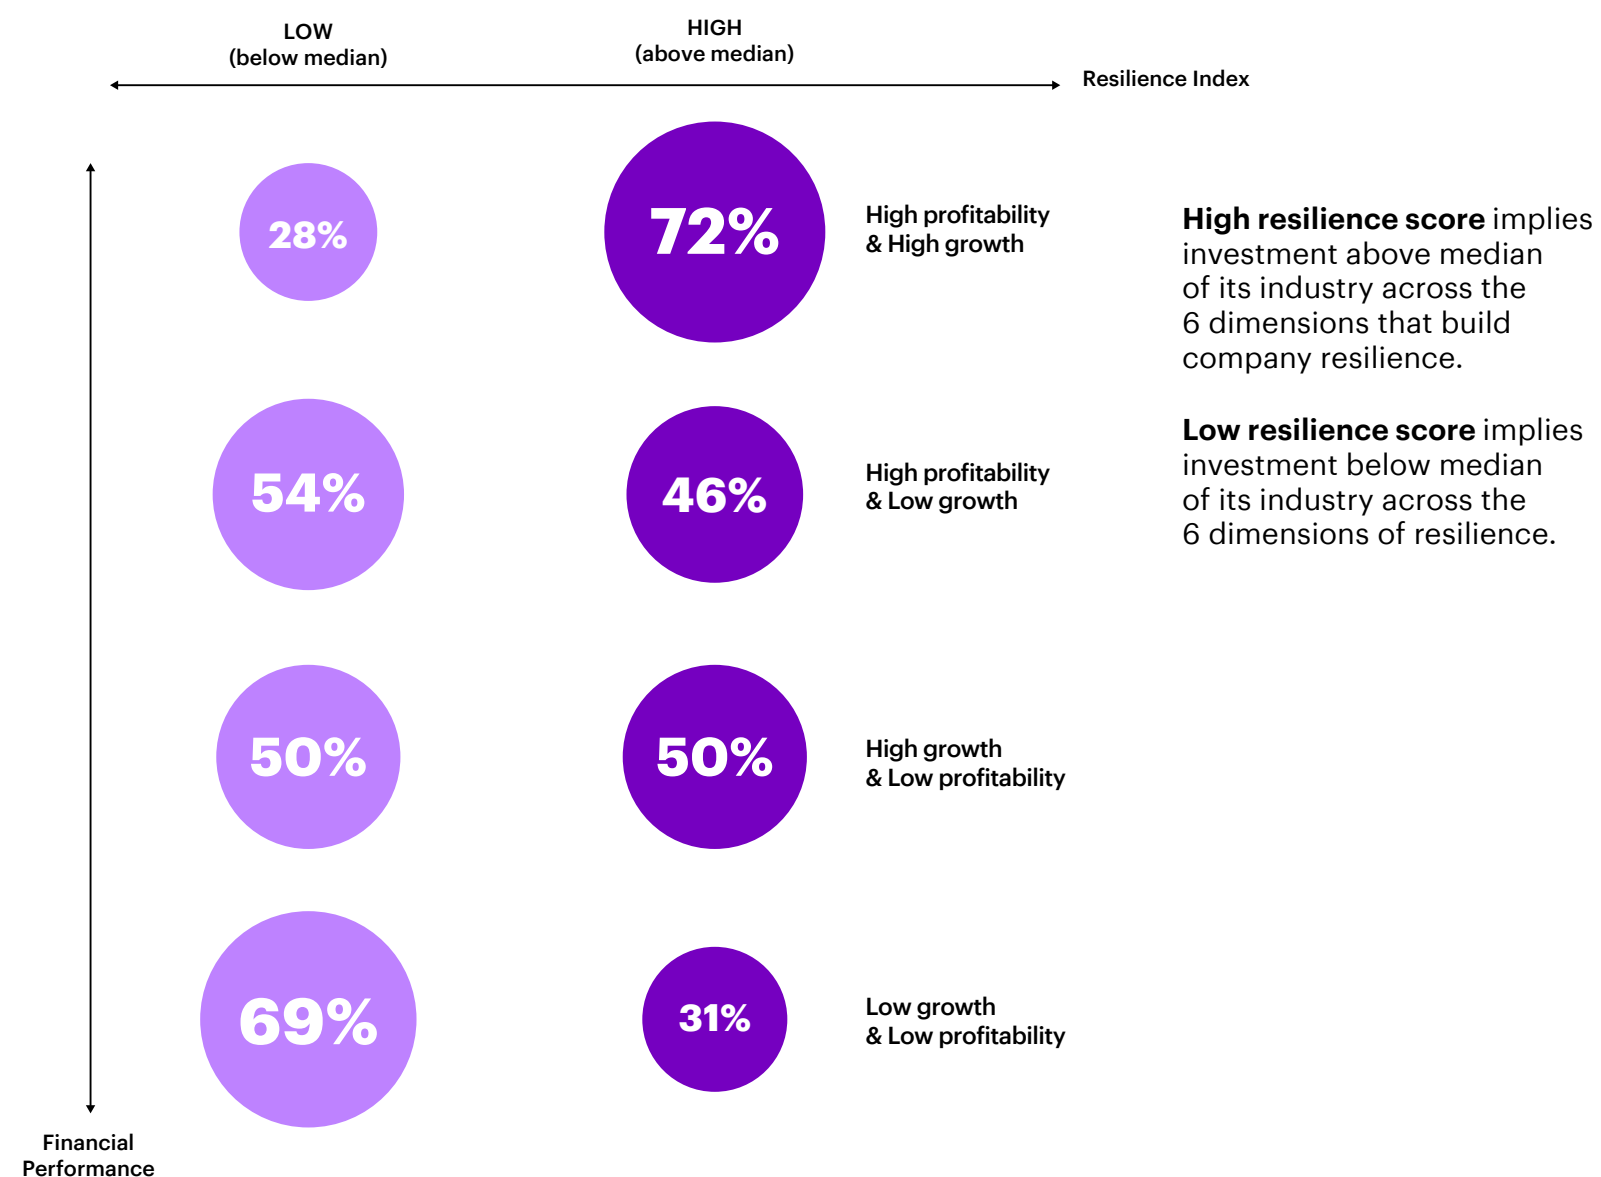 LOW
(below median)
HIGH
(above median)
Resilience Index
28%
72%
High profitability
& High growth
54%
46%
High profitability
& Low growth
50%
50%
High growth
& Low profitability
69%
31%
Low growth
& Low profitability
Financial
Performance
High resilience score implies
investment above median
of its industry across the
6 dimensions that build
company resilience.
Low resilience score implies
investment below median
of its industry across the
6 dimensions of resilience.